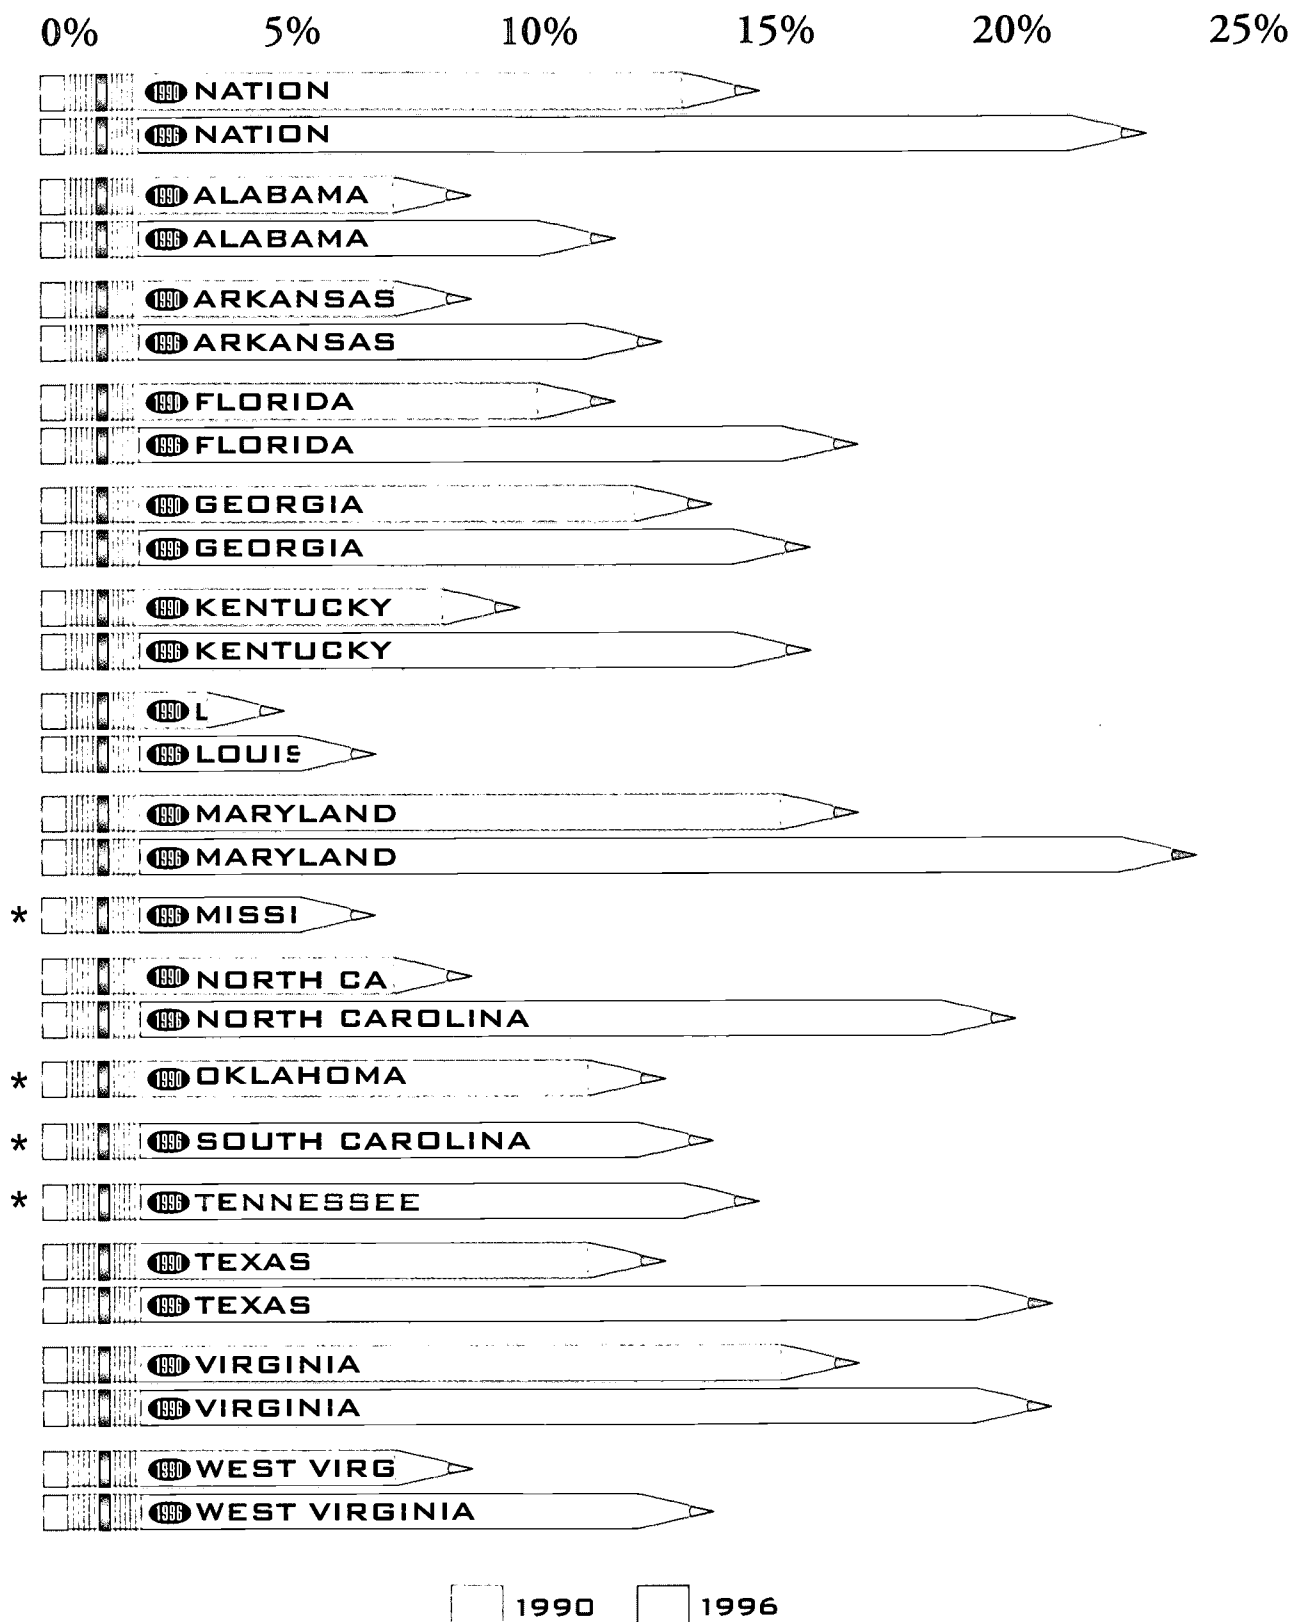 0% 5% 10% 15% 20% 25%
1990 NATION
1996 NATION
1990 ALABAMA
1996 ALABAMA
1990 ARKANSAS
1996 ARKANSAS
1990 FLORIDA
1996 FLORIDA
1990 GEORGIA
1996 GEORGIA
1990 KENTUCKY
1996 KENTUCKY
1990 L
1996 LOUIS
1990 MARYLAND
1996 MARYLAND
* 1996 MISSI
1990 NORTH CA
1996 NORTH CAROLINA
* 1990 OKLAHOMA
* 1996 SOUTH CAROLINA
* 1996 TENNESSEE
1990 TEXAS
1996 TEXAS
1990 VIRGINIA
1996 VIRGINIA
1990 WEST VIRG
1996 WEST VIRGINIA
1990 1996